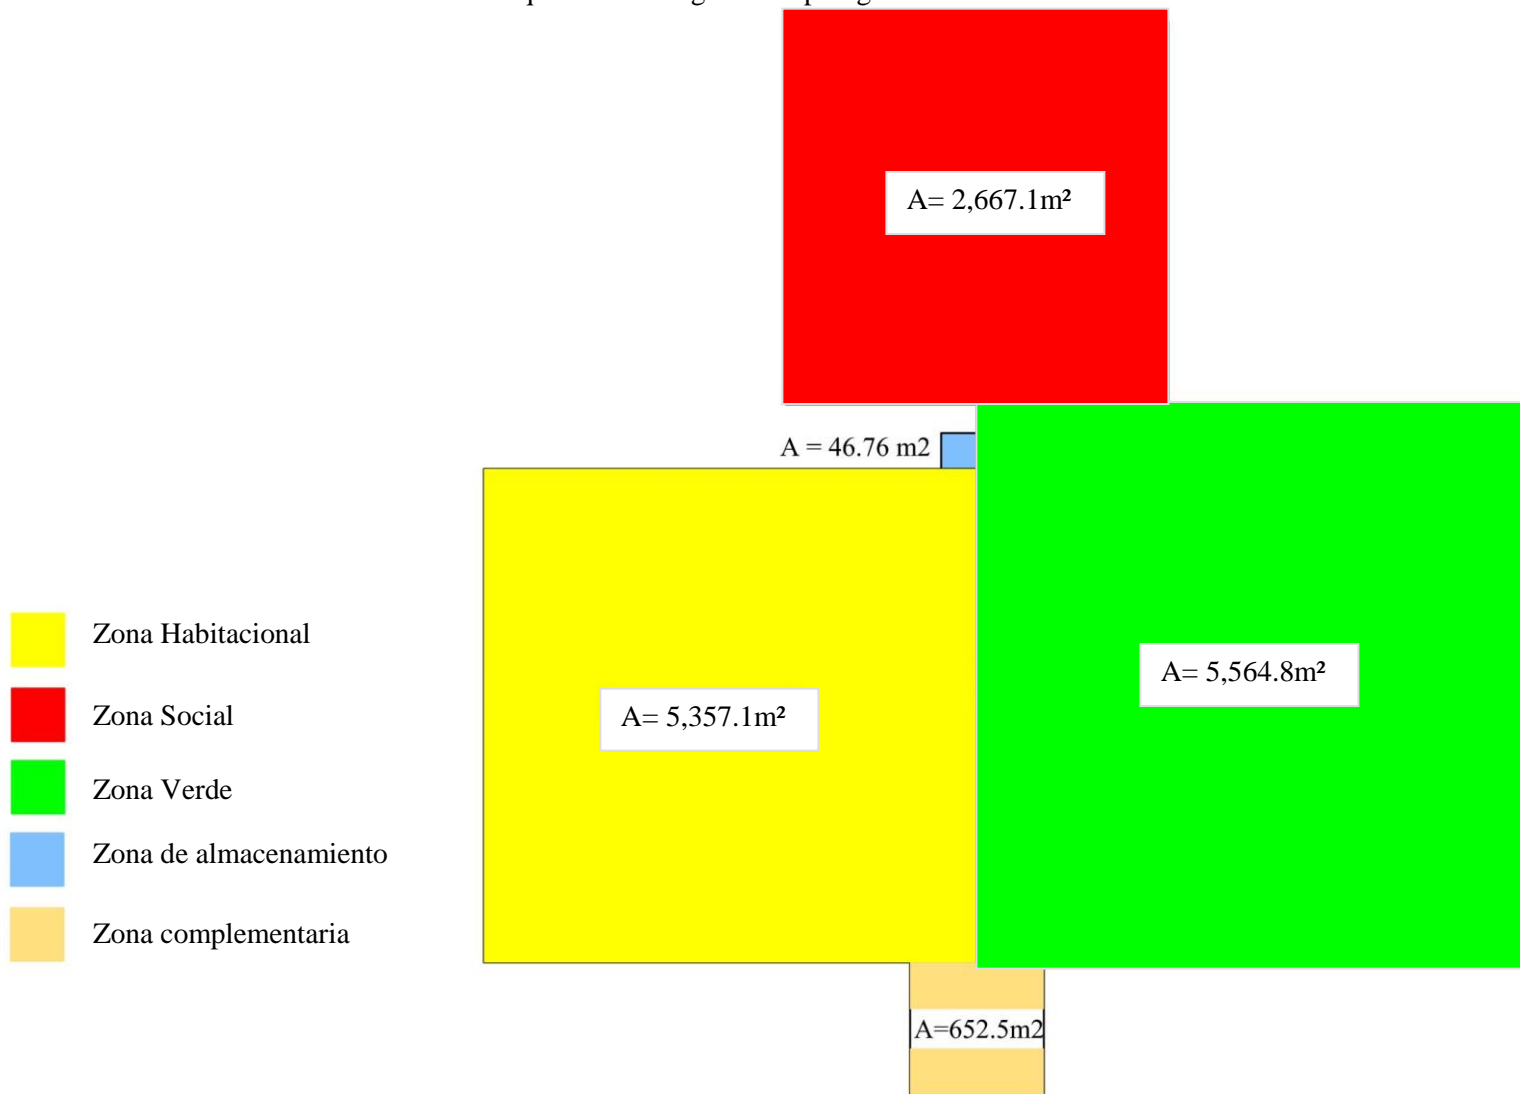 A= 2,667.1m²
A = 46.76 m2
Zona Habitacional
A= 5,564.8m²
Zona Social
A= 5,357.1m²
Zona Verde
Zona de almacenamiento
Zona complementaria
A=652.5m2